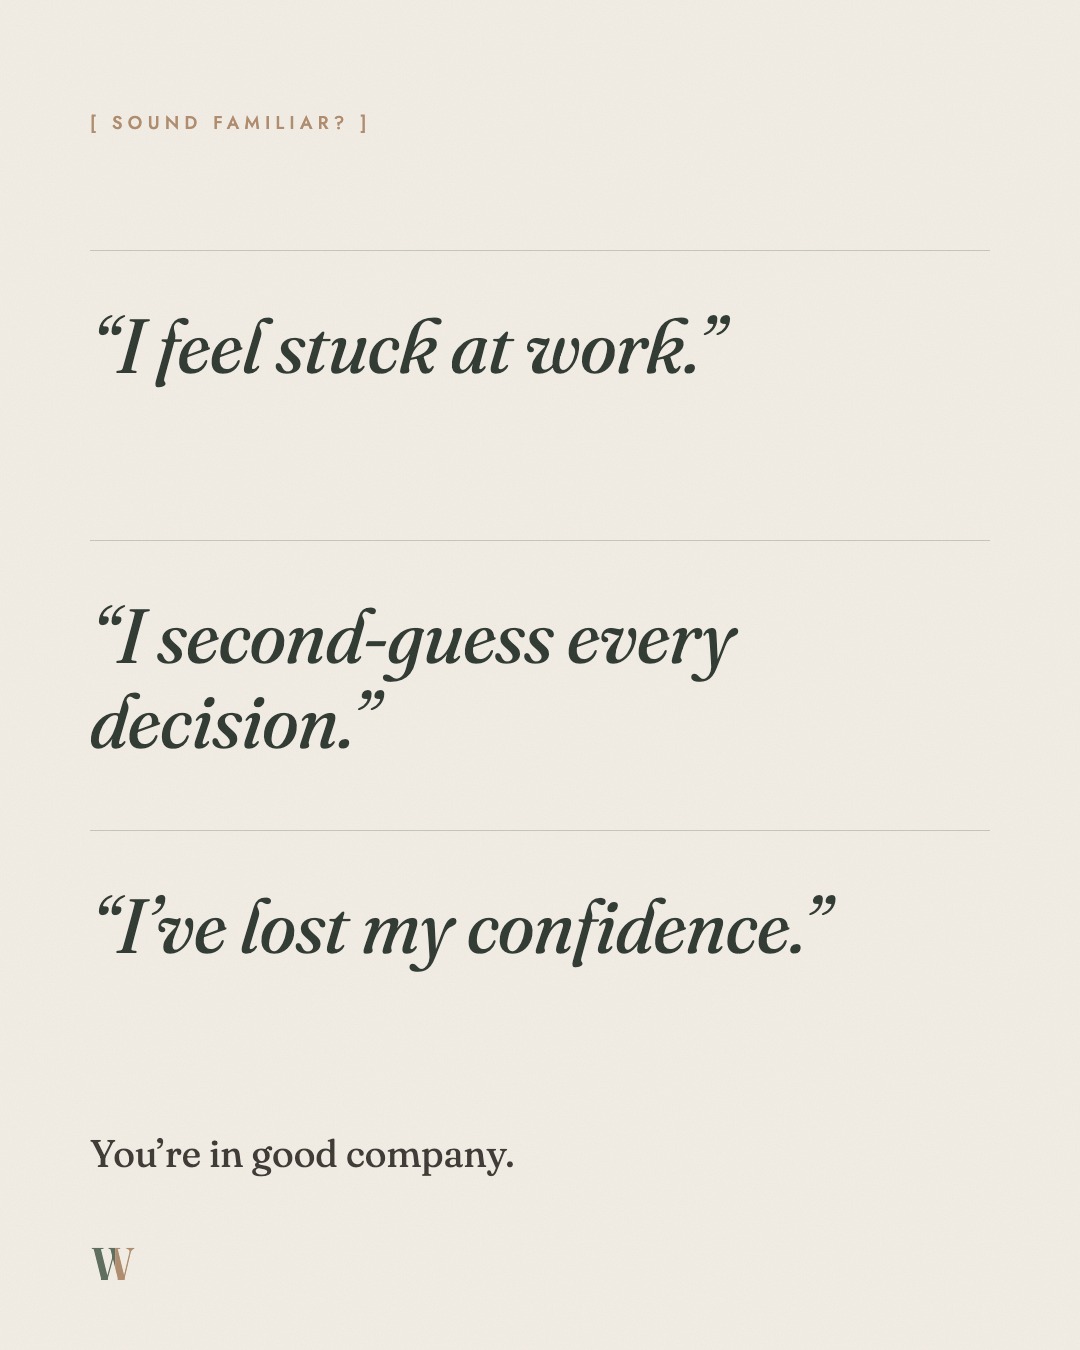 [ SOUND FAMILIAR? ]
“I feel stuck at work.”
“I second-guess every
decision.”
“I’ve lost my confidence.”
You’re in good company.
W